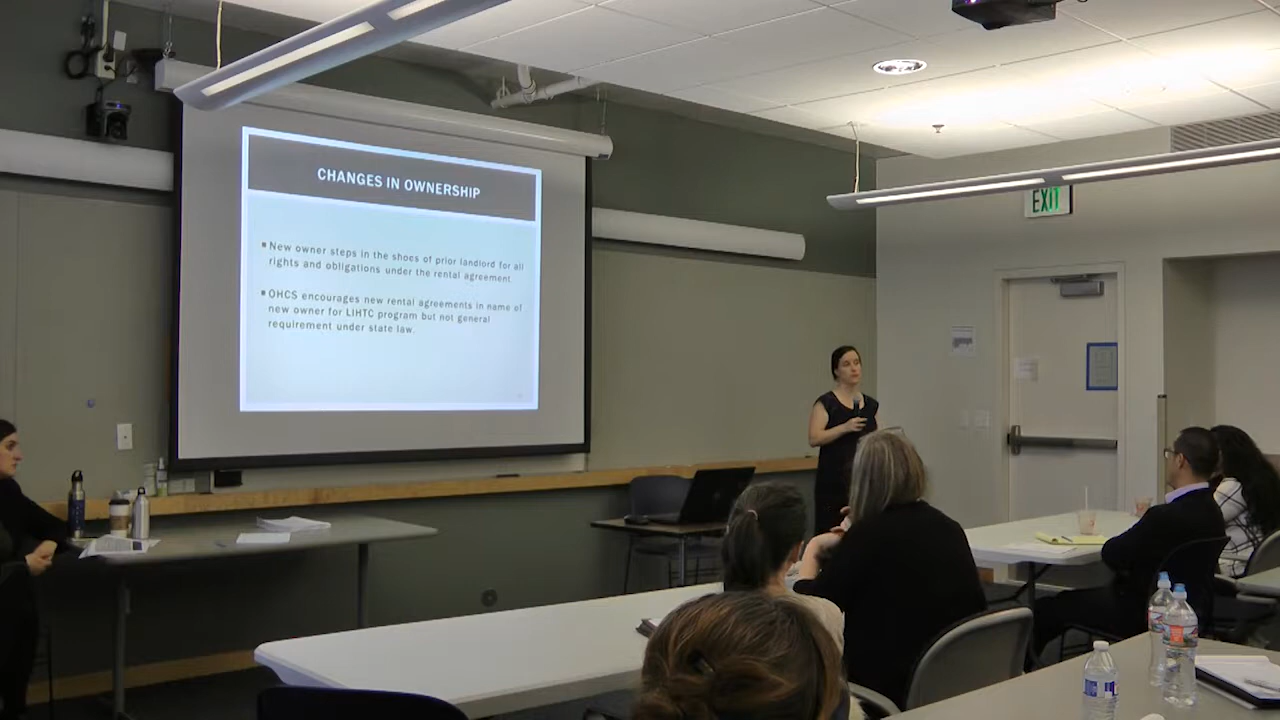 CHANGES IN OWNERSHIP
New owner steps in the shoes of prior landlord for all
rights and obligations under the rental agreement
OHCS encourages new rental agreements in name of
new owner for LIHTC program but not general
requirement under state law.
EXIT